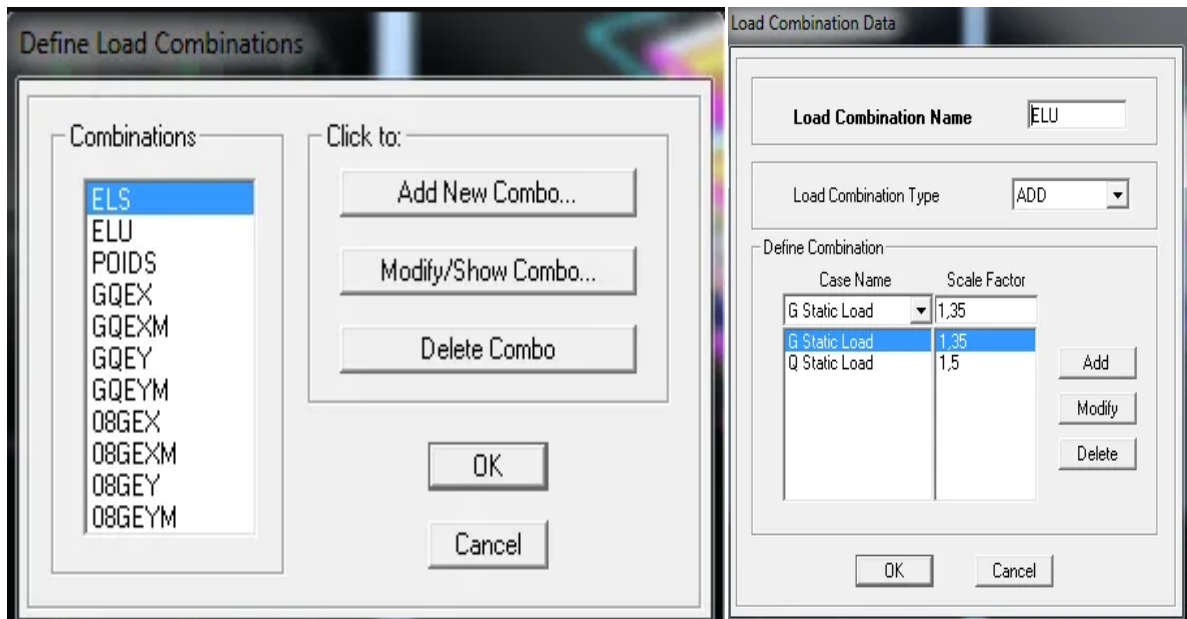 Define Load Combinations
Combinations
ELS
ELU
POIDS
GQEX
GQEXM
GQEY
GQEYM
08GEX
08GEXM
08GEY
08GEYM
Click to:
Add New Combo...
Modify/Show Combo...
Delete Combo
OK
Cancel
Load Combination Data
Load Combination Name ELU
Load Combination Type ADD
Define Combination
Case Name Scale Factor
G Static Load 1,35
G Static Load 1,35
Q Static Load 1,5
Add
Modify
Delete
OK Cancel